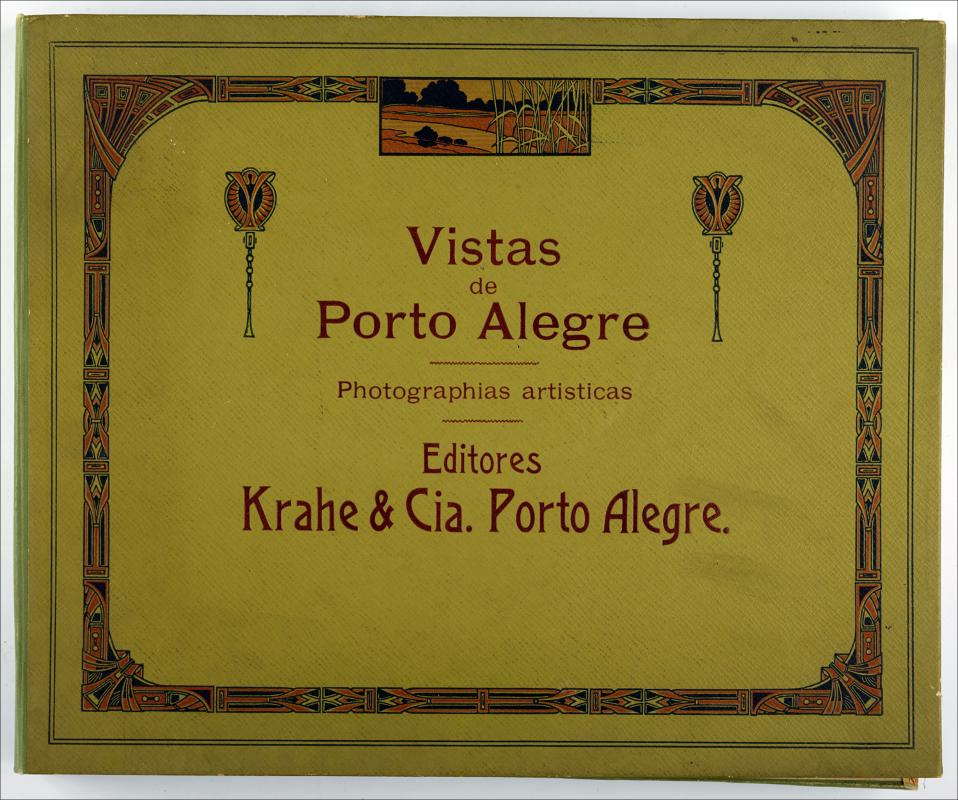 Vistas
de
Porto Alegre
Photographias artisticas
Editores
Krahe & Cia. Porto Alegre.